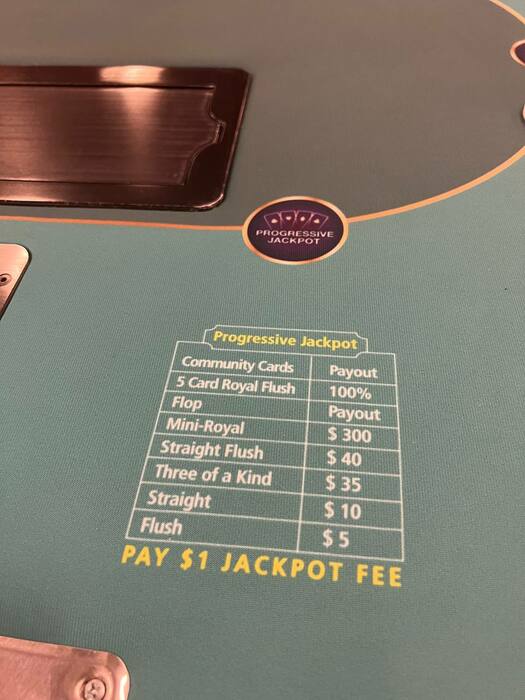 PROGRESSIVE
JACKPOT
Progressive Jackpot
Community Cards Payout
5 Card Royal Flush 100%
Flop Payout
Mini-Royal $ 300
Straight Flush $ 40
Three of a Kind $ 35
Straight $ 10
Flush $ 5
PAY $1 JACKPOT FEE